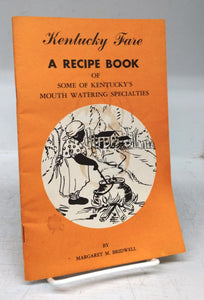 Kentucky Fare
A RECIPE BOOK
OF
SOME OF KENTUCKY'S
MOUTH WATERING SPECIALTIES
BY
MARGARET M. BRIDWELL